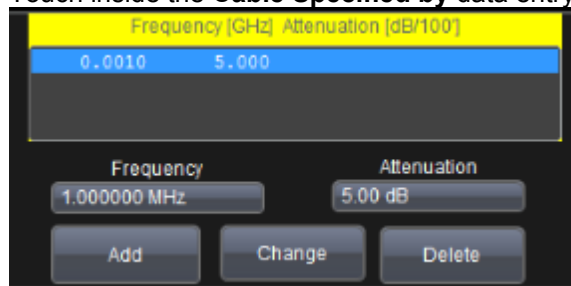 Touch inside the Cable Specified by data entry
Frequency [GHz] Attenuation [dB/100']
0.0010 5.000
Frequency Attenuation
1.000000 MHz 5.00 dB
Add Change Delete